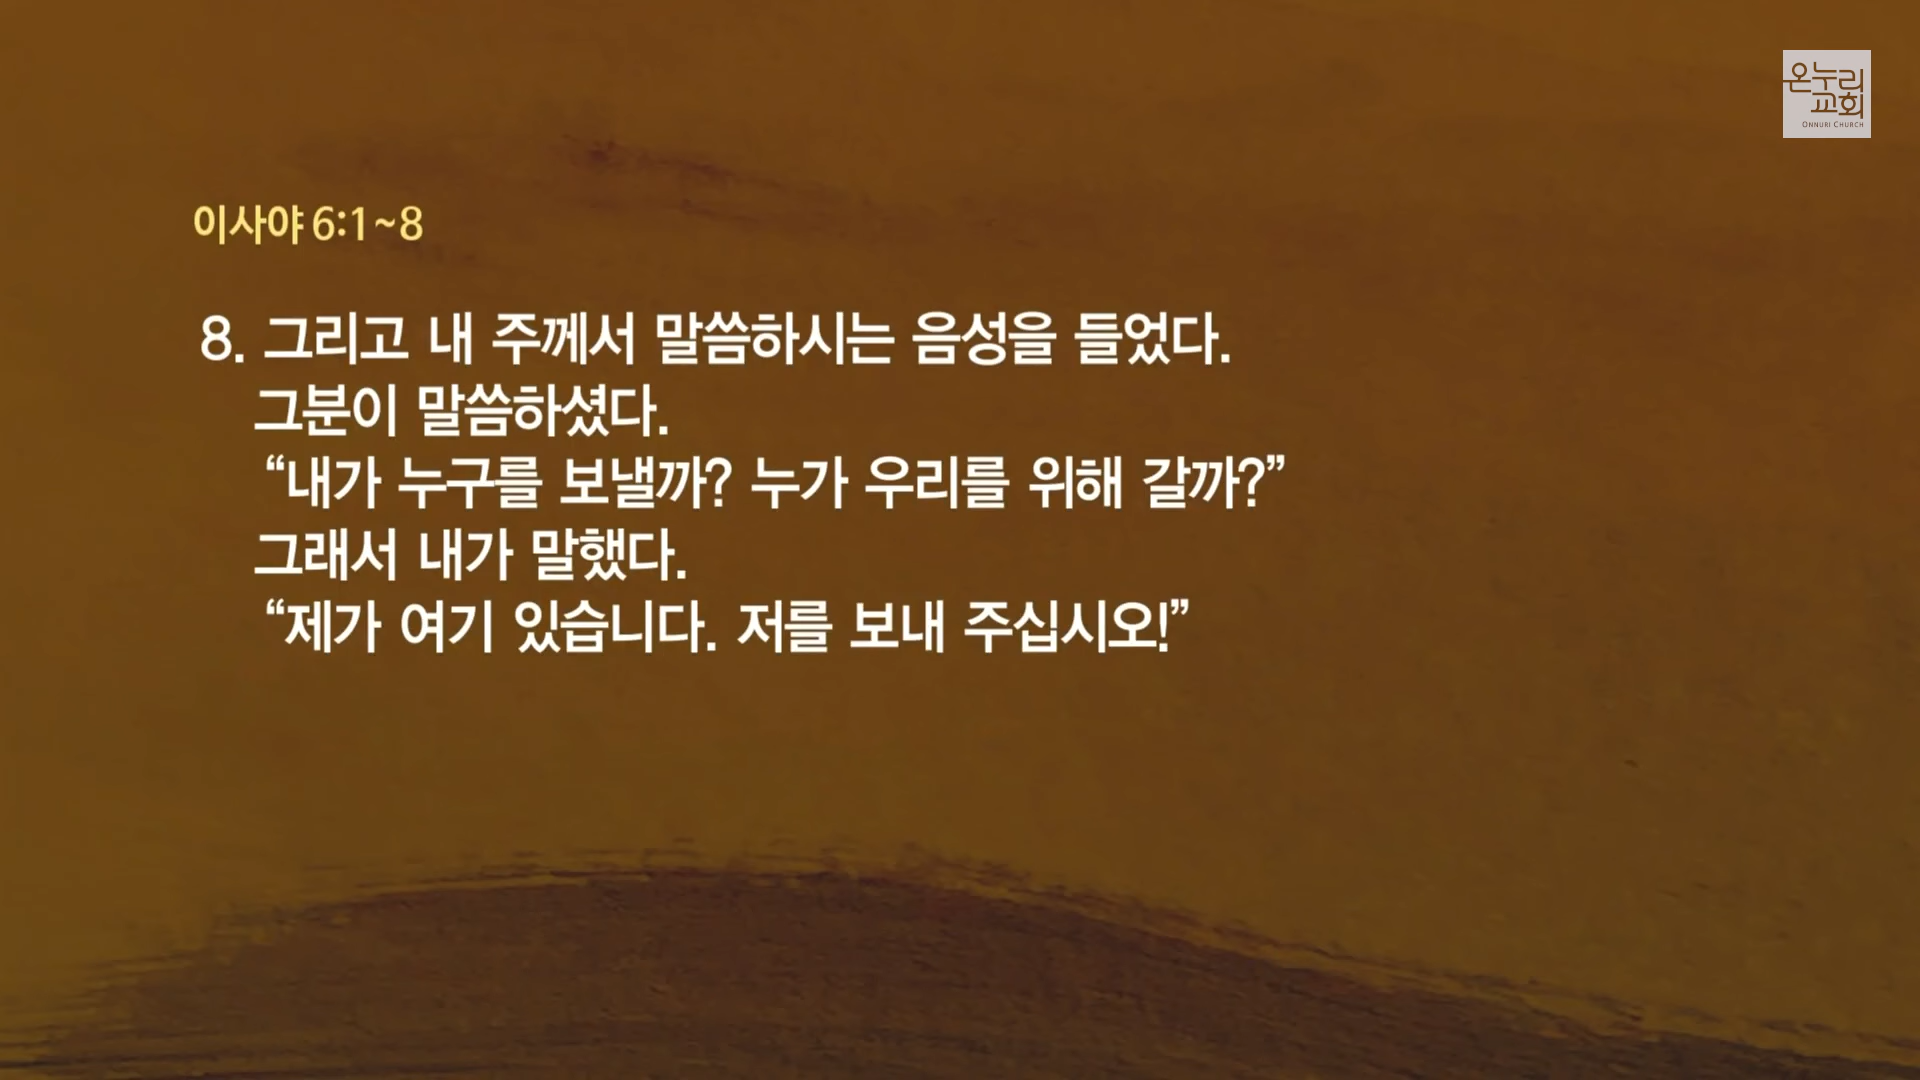 온누리
교회
ONNURI CHURCH
이사야 6:1~8
8. 그리고 내 주께서 말씀하시는 음성을 들었다.
그분이 말씀하셨다.
“내가 누구를 보낼까? 누가 우리를 위해 갈까?”
그래서 내가 말했다.
“제가 여기 있습니다. 저를 보내 주십시오!”